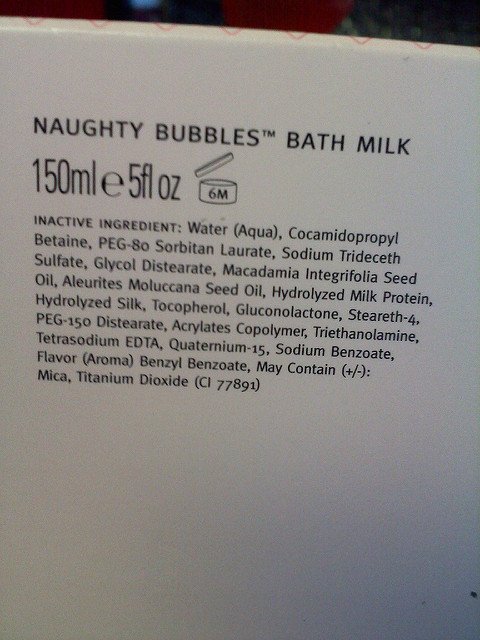 NAUGHTY BUBBLES™ BATH MILK
150ml e 5fl oz 6M
INACTIVE INGREDIENT: Water (Aqua), Cocamidopropyl
Betaine, PEG-80 Sorbitan Laurate, Sodium Trideceth
Sulfate, Glycol Distearate, Macadamia Integrifolia Seed
Oil, Aleurites Moluccana Seed Oil, Hydrolyzed Milk Protein,
Hydrolyzed Silk, Tocopherol, Gluconolactone, Steareth-4,
PEG-150 Distearate, Acrylates Copolymer, Triethanolamine,
Tetrasodium EDTA, Quaternium-15, Sodium Benzoate,
Flavor (Aroma) Benzyl Benzoate, May Contain (+/-):
Mica, Titanium Dioxide (CI 77891)